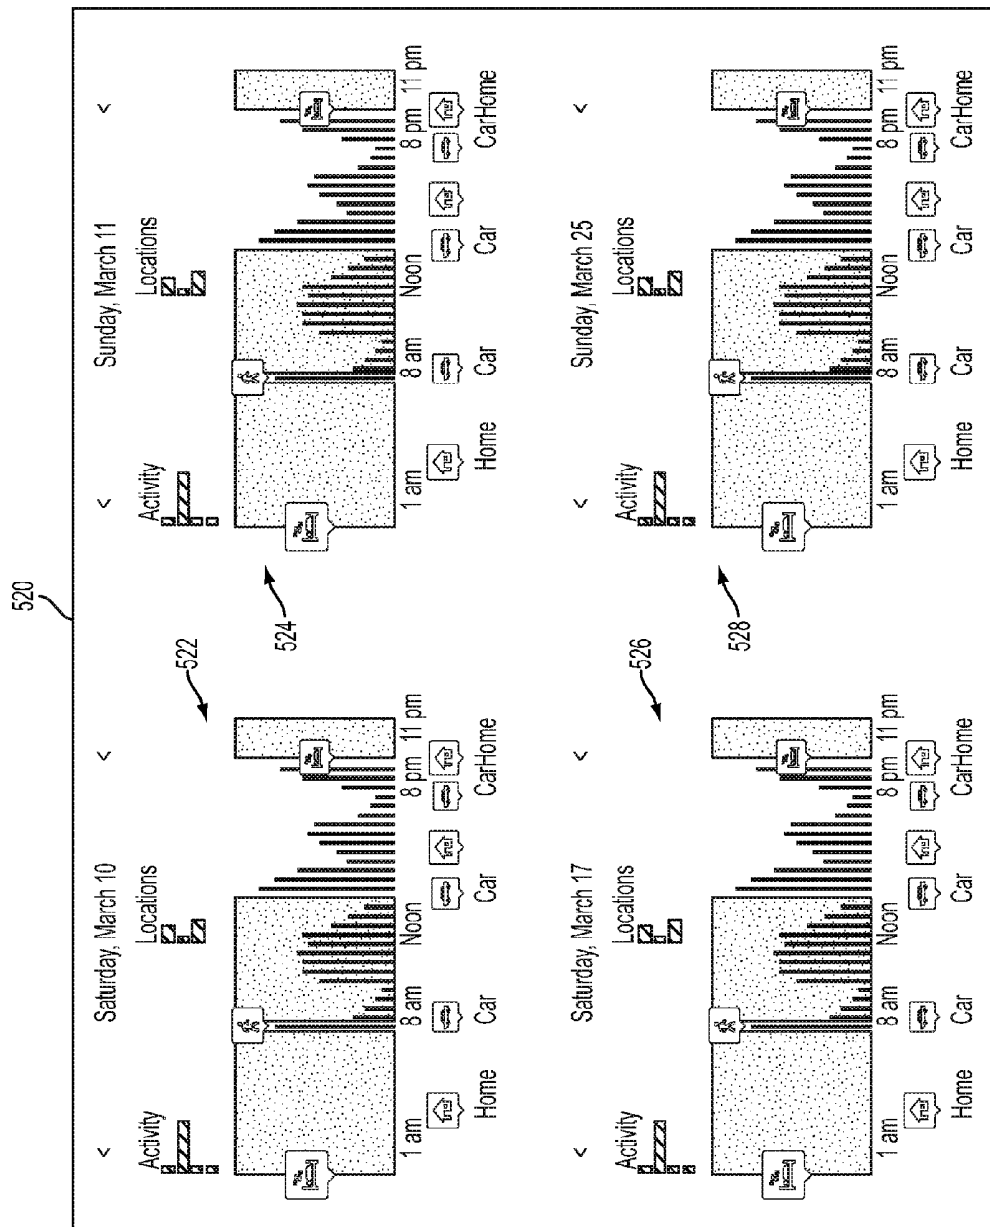 520
Saturday, March 10
< <
Activity Locations
1 am 8 am Noon 8 pm 11 pm
Home Car Car CarHome
522
Sunday, March 11
< <
Activity Locations
1 am 8 am Noon 8 pm 11 pm
Home Car Car CarHome
524
Saturday, March 17
< <
Activity Locations
1 am 8 am Noon 8 pm 11 pm
Home Car Car CarHome
526
Sunday, March 25
< <
Activity Locations
1 am 8 am Noon 8 pm 11 pm
Home Car Car CarHome
528